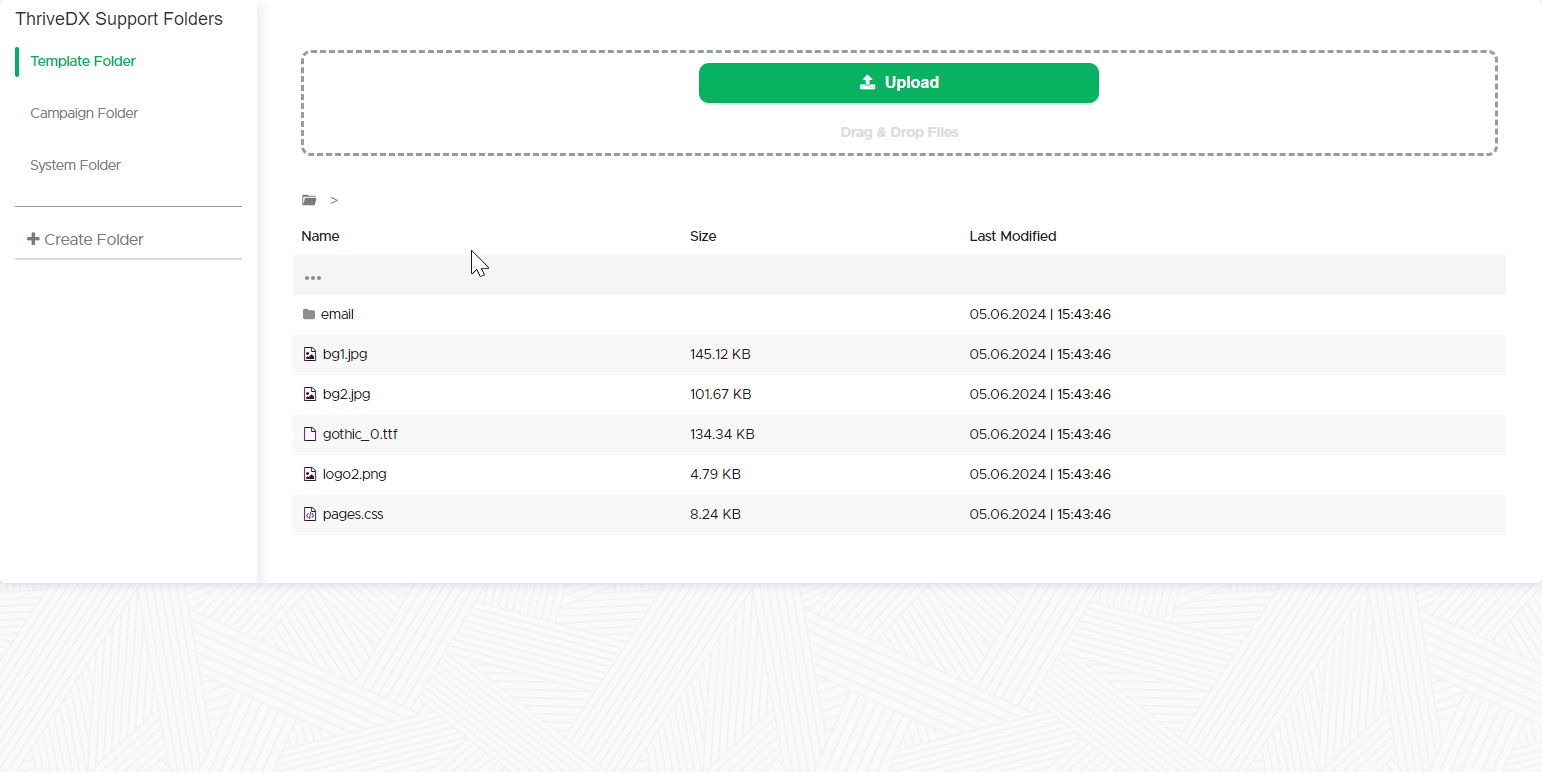 ThriveDX Support Folders
Template Folder
Campaign Folder
System Folder
Create Folder
Upload
Drag & Drop Files
>
Name Size Last Modified
...
email 05.06.2024 | 15:43:46
bg1.jpg 145.12 KB 05.06.2024 | 15:43:46
bg2.jpg 101.67 KB 05.06.2024 | 15:43:46
gothic_0.ttf 134.34 KB 05.06.2024 | 15:43:46
logo2.png 4.79 KB 05.06.2024 | 15:43:46
pages.css 8.24 KB 05.06.2024 | 15:43:46